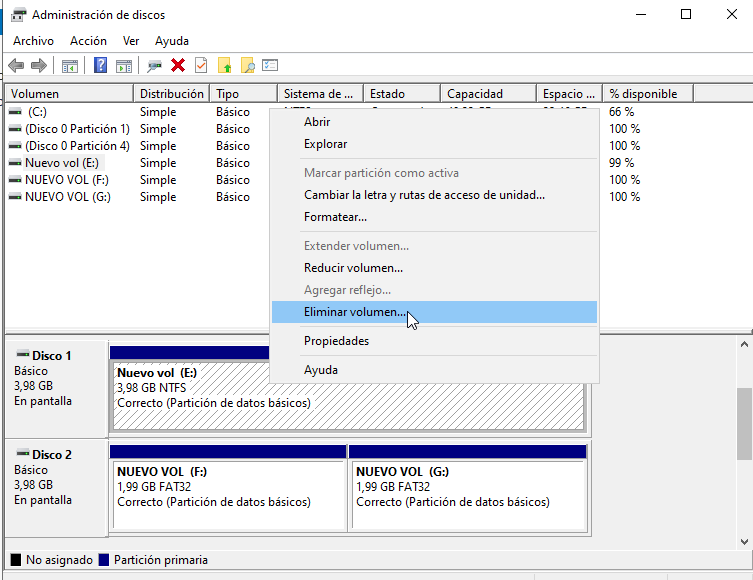 Administración de discos
Archivo Acción Ver Ayuda
Volumen Distribución Tipo Sistema de ... Estado Capacidad Espacio ... % disponible
(C:) Simple Básico 66 %
(Disco 0 Partición 1) Simple Básico 100 %
(Disco 0 Partición 4) Simple Básico 100 %
Nuevo vol (E:) Simple Básico 99 %
NUEVO VOL (F:) Simple Básico 100 %
NUEVO VOL (G:) Simple Básico 100 %
Abrir
Explorar
Marcar partición como activa
Cambiar la letra y rutas de acceso de unidad...
Formatear...
Extender volumen...
Reducir volumen...
Agregar reflejo...
Eliminar volumen...
Propiedades
Ayuda
Disco 1
Básico
3,98 GB
En pantalla
Nuevo vol (E:)
3,98 GB NTFS
Correcto (Partición de datos básicos)
Disco 2
Básico
3,98 GB
En pantalla
NUEVO VOL (F:)
1,99 GB FAT32
Correcto (Partición de datos básicos)
NUEVO VOL (G:)
1,99 GB FAT32
Correcto (Partición de datos básicos)
No asignado Partición primaria